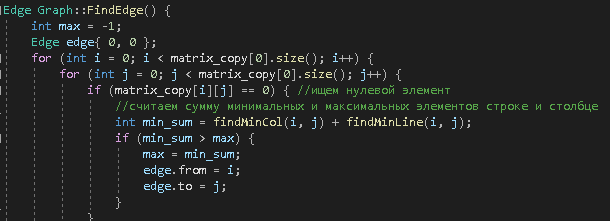 Edge Graph::FindEdge() {
int max = -1;
Edge edge{ 0, 0 };
for (int i = 0; i < matrix_copy[0].size(); i++) {
for (int j = 0; j < matrix_copy[0].size(); j++) {
if (matrix_copy[i][j] == 0) { //ищем нулевой элемент
//считаем сумму минимальных и максимальных элементов строке и столбце
int min_sum = findMinCol(i, j) + findMinLine(i, j);
if (min_sum > max) {
max = min_sum;
edge.from = i;
edge.to = j;
}
}